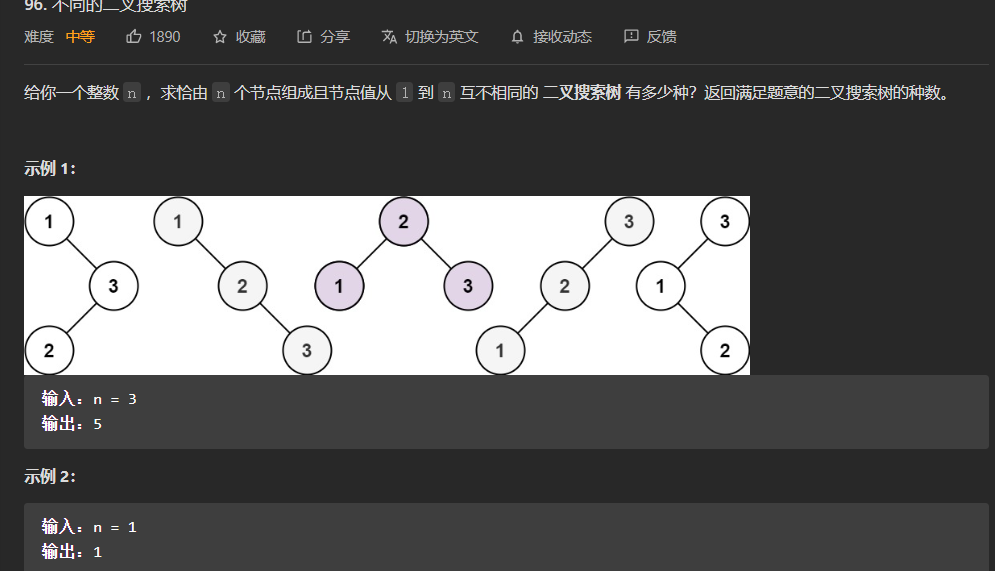 96. 不同的二叉搜索树
难度 中等 1890 收藏 分享 切换为英文 接收动态 反馈
给你一个整数 n ，求恰由 n 个节点组成且节点值从 1 到 n 互不相同的 二叉搜索树 有多少种？返回满足题意的二叉搜索树的种数。
示例 1：
1 1 2 3 3
3 2 1 3 2 1
2 3 1 2
输入：n = 3
输出：5
示例 2：
输入：n = 1
输出：1